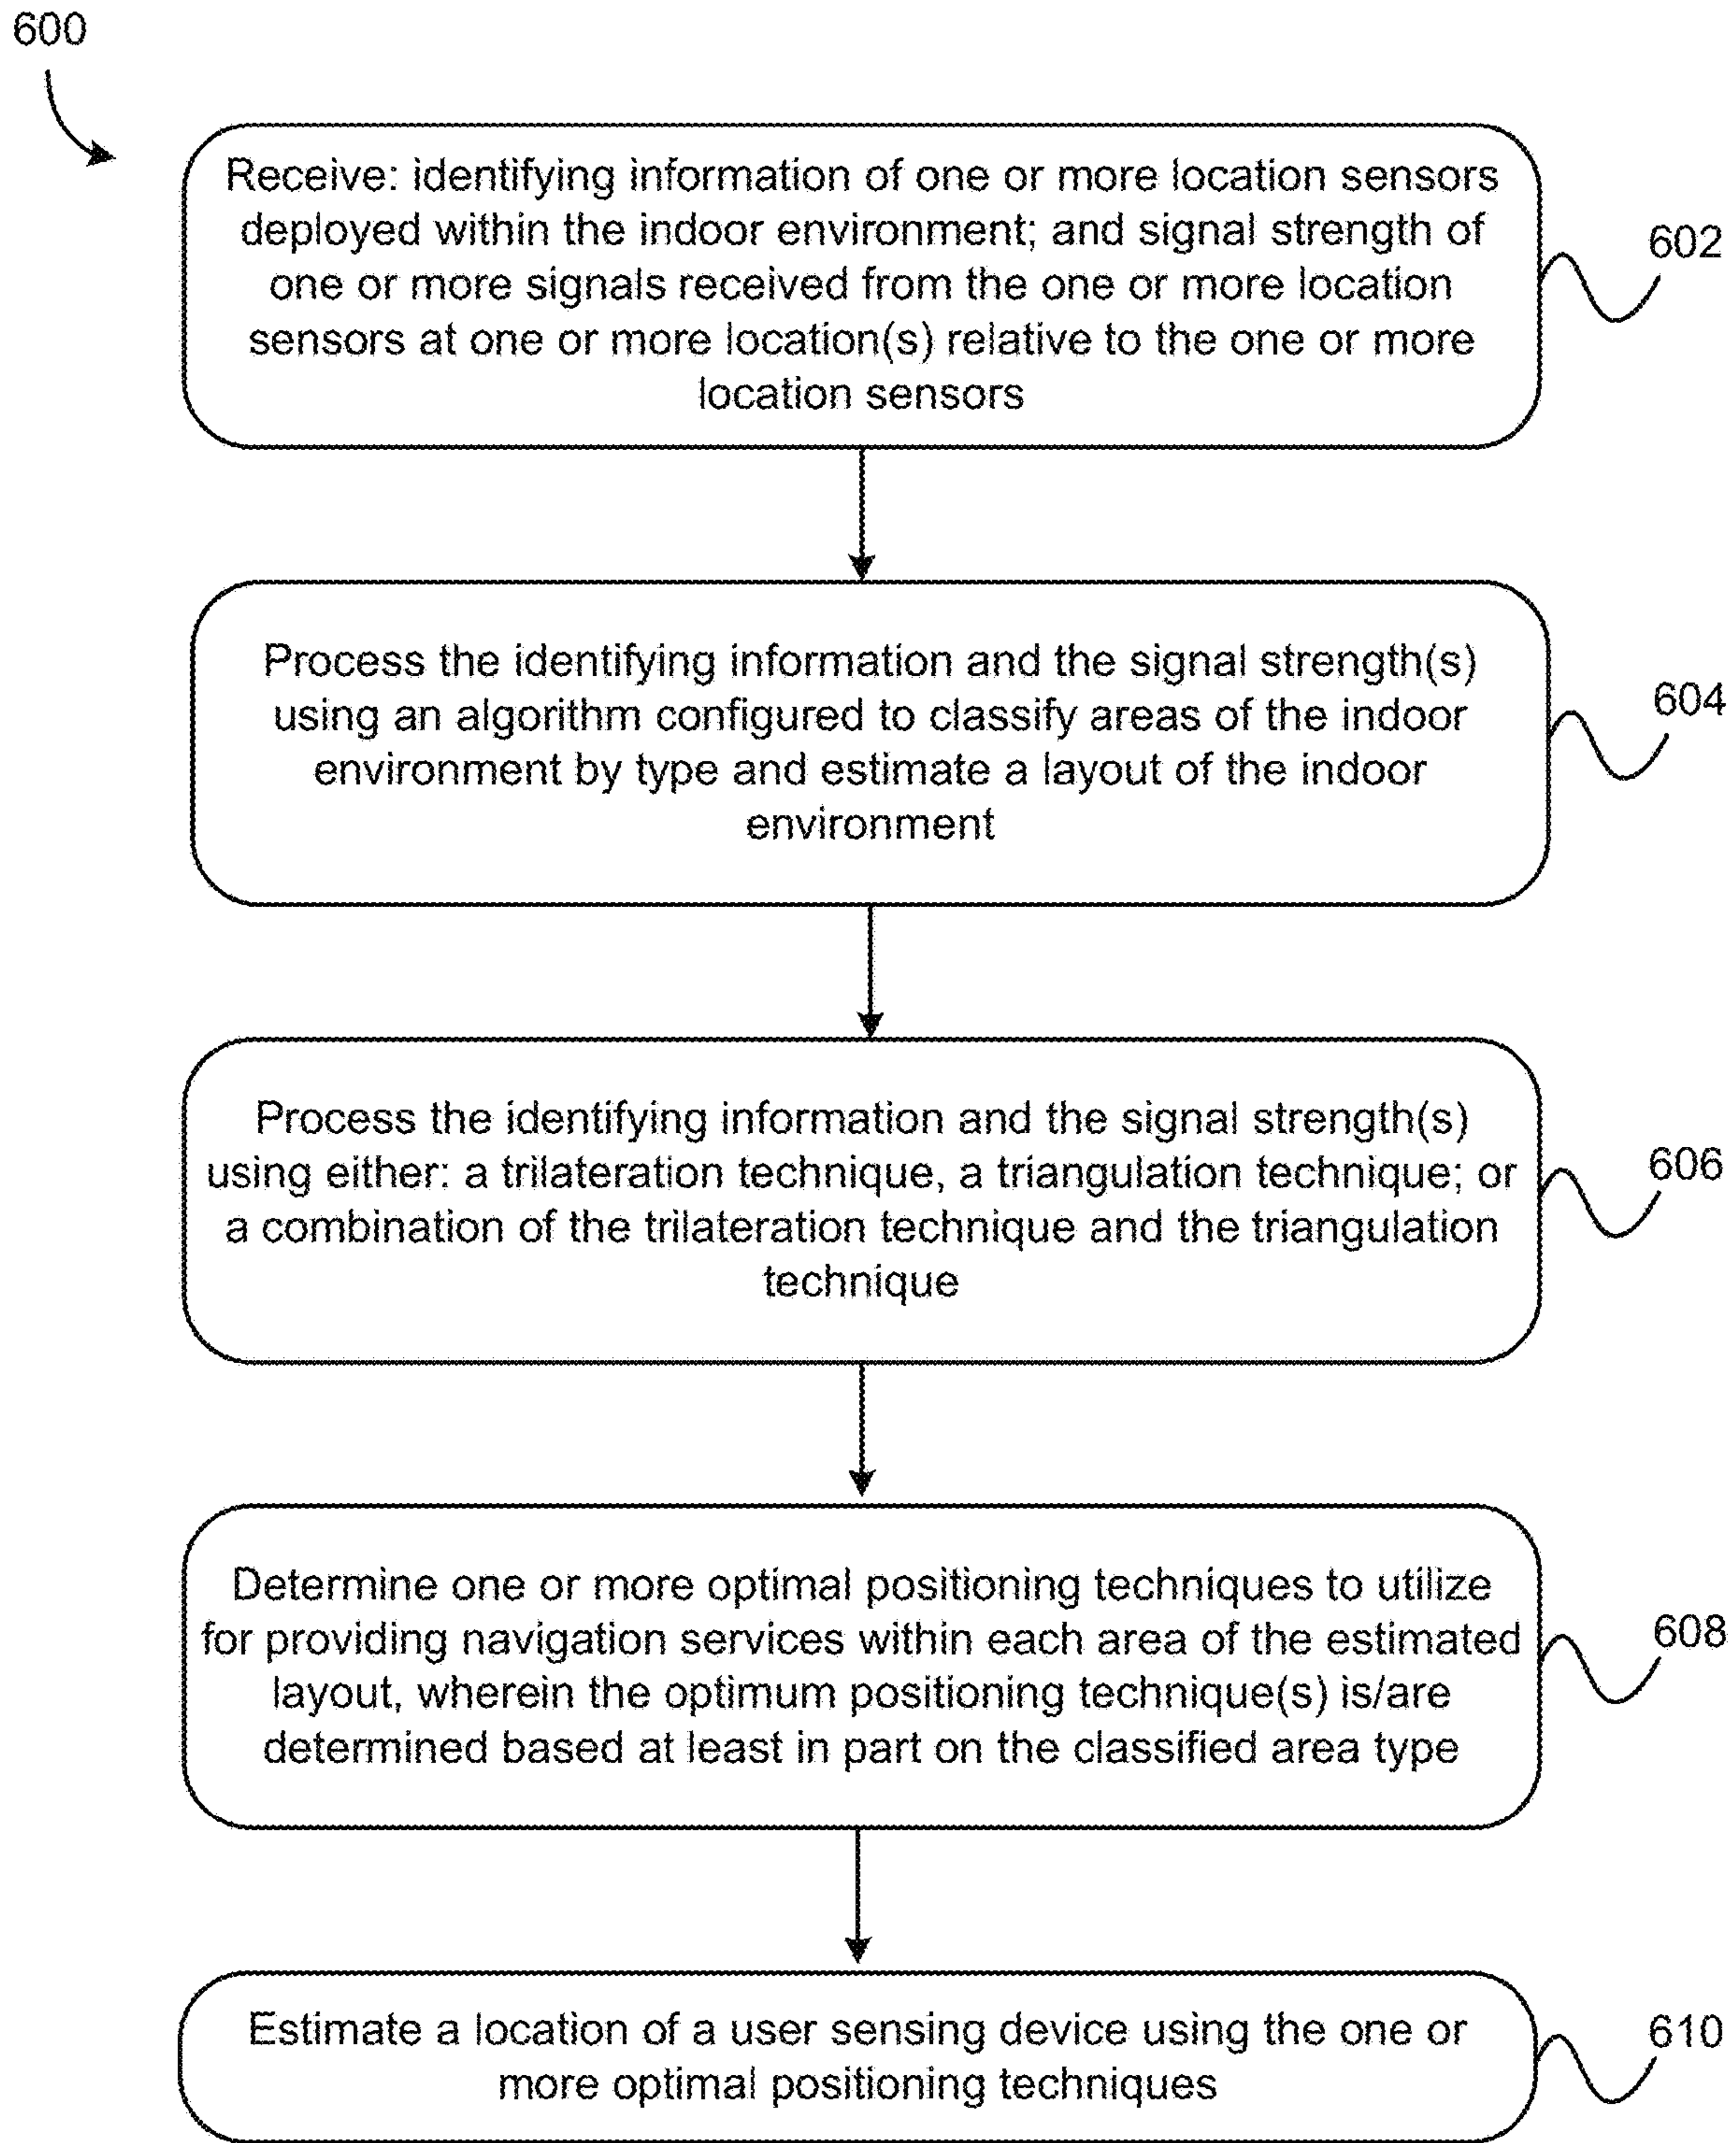 600
Receive: identifying information of one or more location sensors
deployed within the indoor environment; and signal strength of
one or more signals received from the one or more location
sensors at one or more location(s) relative to the one or more
location sensors
602
Process the identifying information and the signal strength(s)
using an algorithm configured to classify areas of the indoor
environment by type and estimate a layout of the indoor
environment
604
Process the identifying information and the signal strength(s)
using either: a trilateration technique, a triangulation technique; or
a combination of the trilateration technique and the triangulation
technique
606
Determine one or more optimal positioning techniques to utilize
for providing navigation services within each area of the estimated
layout, wherein the optimum positioning technique(s) is/are
determined based at least in part on the classified area type
608
Estimate a location of a user sensing device using the one or
more optimal positioning techniques
610